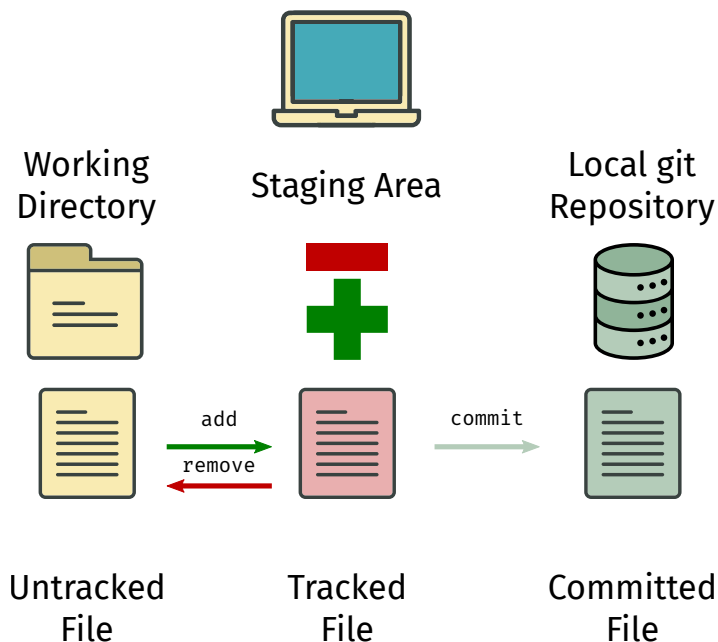 Working
Directory
Staging Area
Local git
Repository
add
remove
commit
Untracked
File
Tracked
File
Committed
File